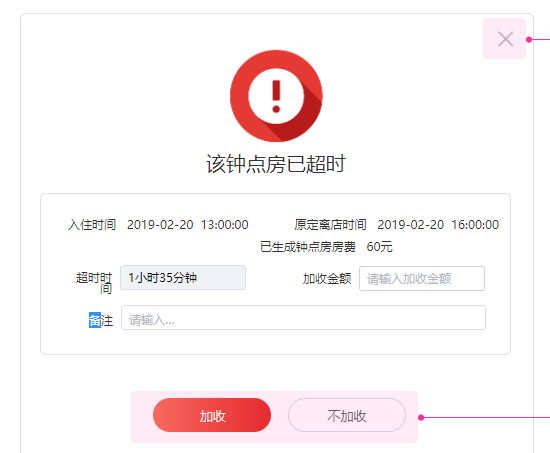 该钟点房已超时
入住时间 2019-02-20 13:00:00 原定离店时间 2019-02-20 16:00:00
已生成钟点房房费 60元
超时时间 1小时35分钟 加收金额 请输入加收金额
备注 请输入...
加收 不加收